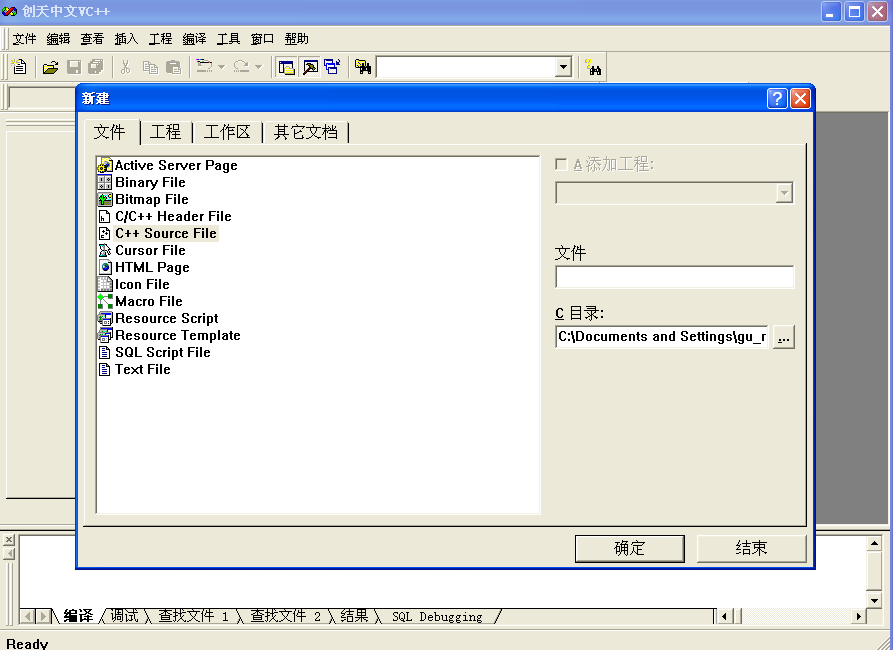 创天中文VC++
文件 编辑 查看 插入 工程 编译 工具 窗口 帮助
新建
文件 工程 工作区 其它文档
Active Server Page
Binary File
Bitmap File
C/C++ Header File
C++ Source File
Cursor File
HTML Page
Icon File
Macro File
Resource Script
Resource Template
SQL Script File
Text File
A 添加工程:
文件
C 目录:
C:\Documents and Settings\gu_r
...
确定 结束
编译 调试 查找文件 1 查找文件 2 结果 SQL Debugging
Ready